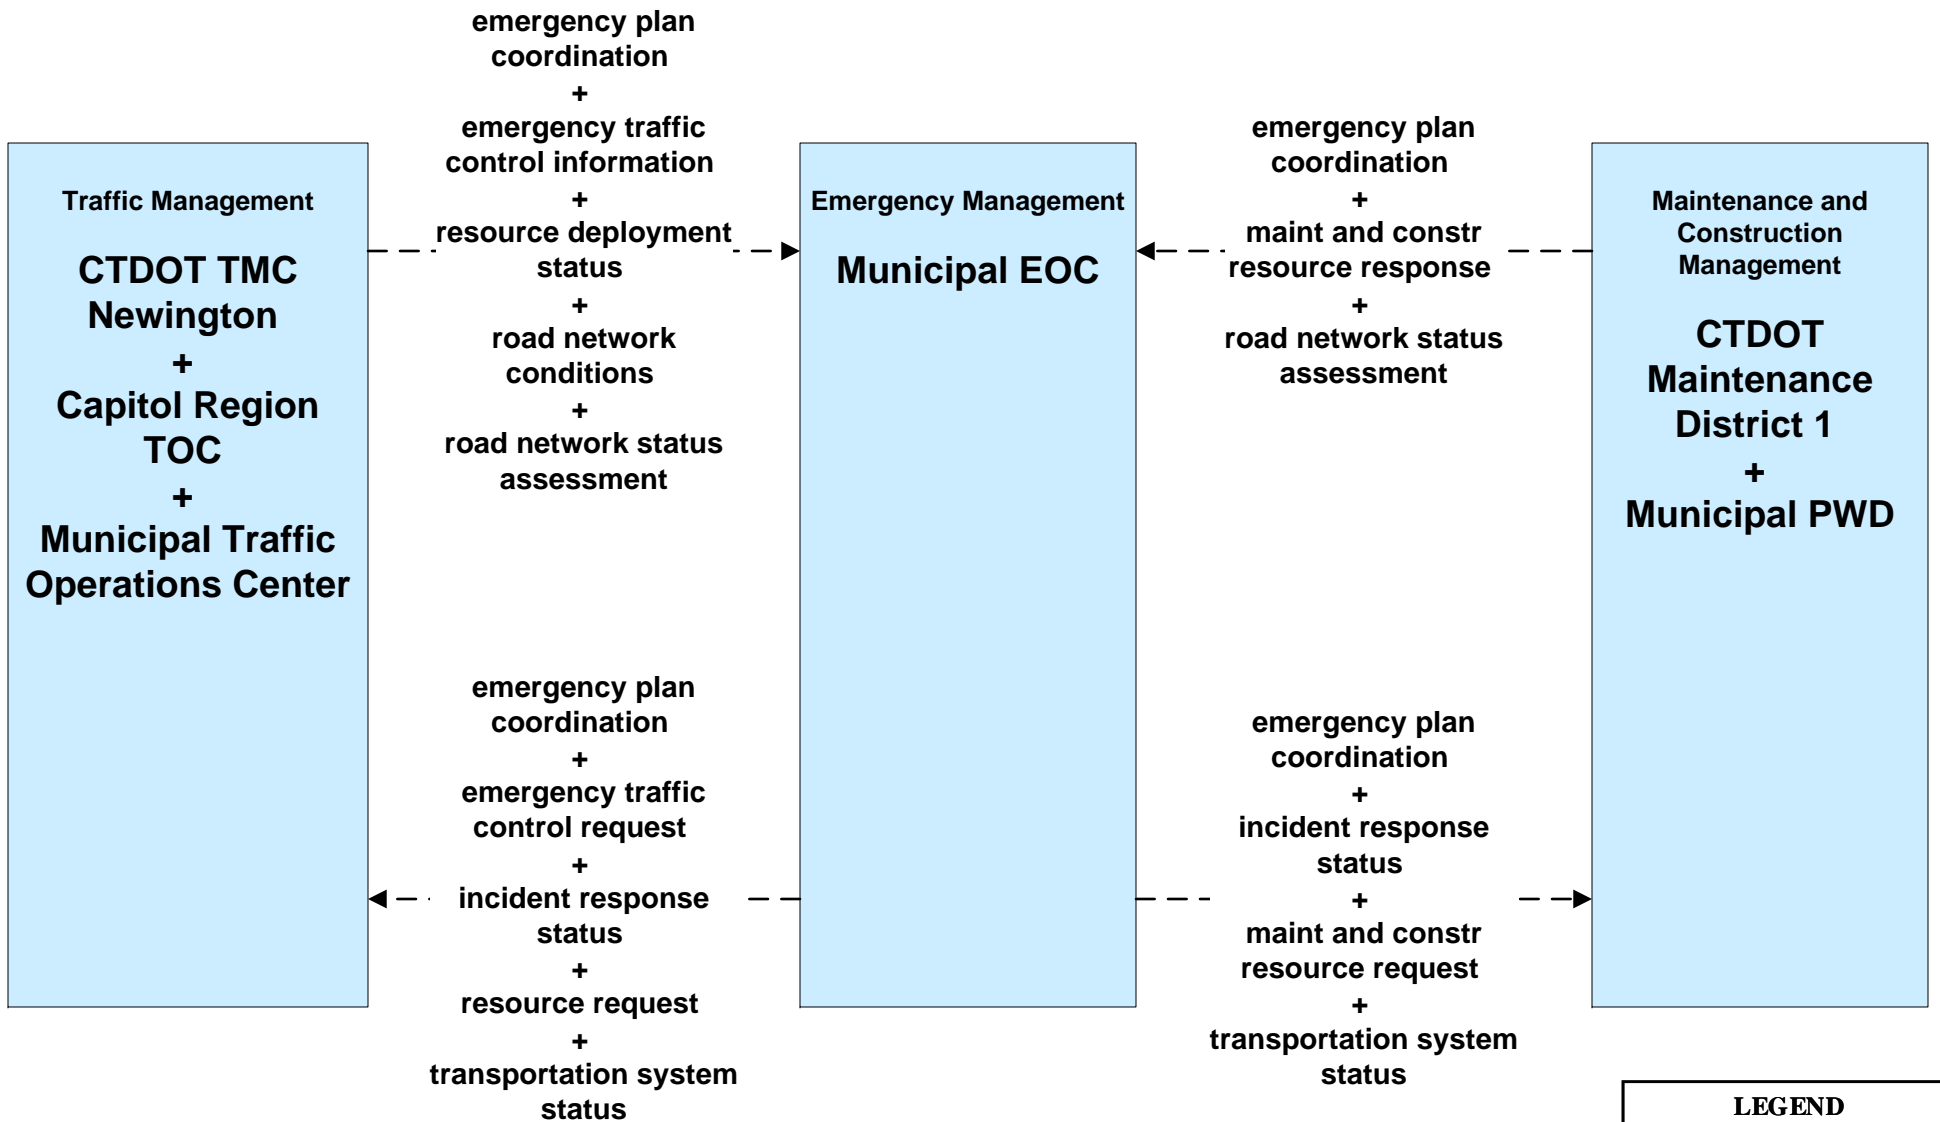 emergency plan
coordination
+
emergency traffic
control information
+
resource deployment
status
+
road network
conditions
+
road network status
assessment
emergency plan
coordination
+
maint and constr
resource response
+
road network status
assessment
Traffic Management
CTDOT TMC
Newington
+
Capitol Region
TOC
+
Municipal Traffic
Operations Center
Emergency Management
Municipal EOC
Maintenance and
Construction
Management
CTDOT
Maintenance
District 1
+
Municipal PWD
emergency plan
coordination
+
emergency traffic
control request
+
incident response
status
+
resource request
+
transportation system
status
emergency plan
coordination
+
incident response
status
+
maint and constr
resource request
+
transportation system
status
LEGEND